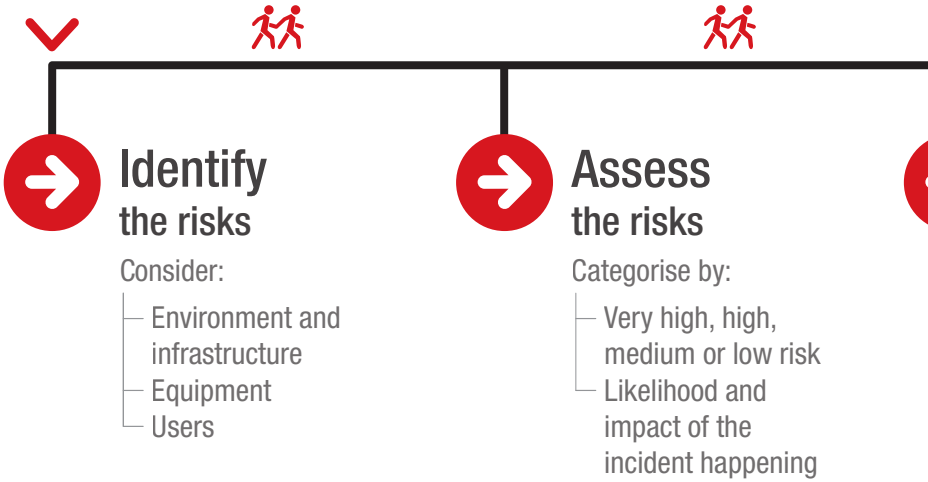 Identify
the risks
Consider:
Environment and
infrastructure
Equipment
Users
Assess
the risks
Categorise by:
Very high, high,
medium or low risk
Likelihood and
impact of the
incident happening